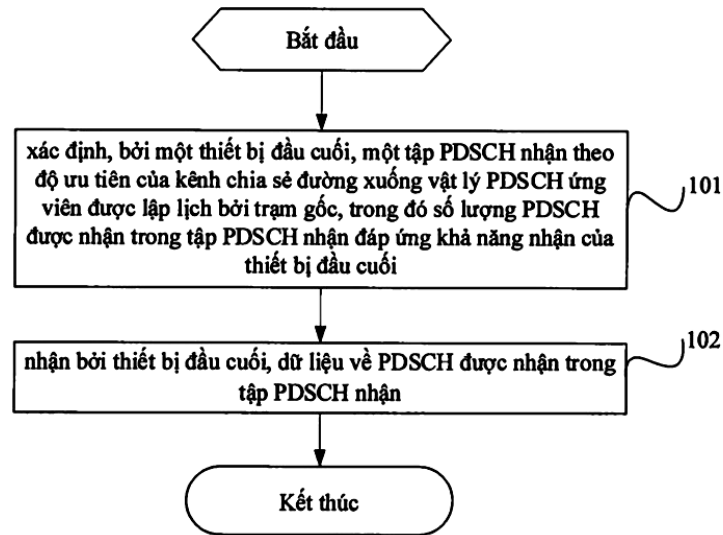 Bắt đầu
xác định, bởi một thiết bị đầu cuối, một tập PDSCH nhận theo
độ ưu tiên của kênh chia sẻ đường xuống vật lý PDSCH ứng
viên được lập lịch bởi trạm gốc, trong đó số lượng PDSCH
được nhận trong tập PDSCH nhận đáp ứng khả năng nhận của
thiết bị đầu cuối
101
nhận bởi thiết bị đầu cuối, dữ liệu về PDSCH được nhận trong
tập PDSCH nhận
102
Kết thúc